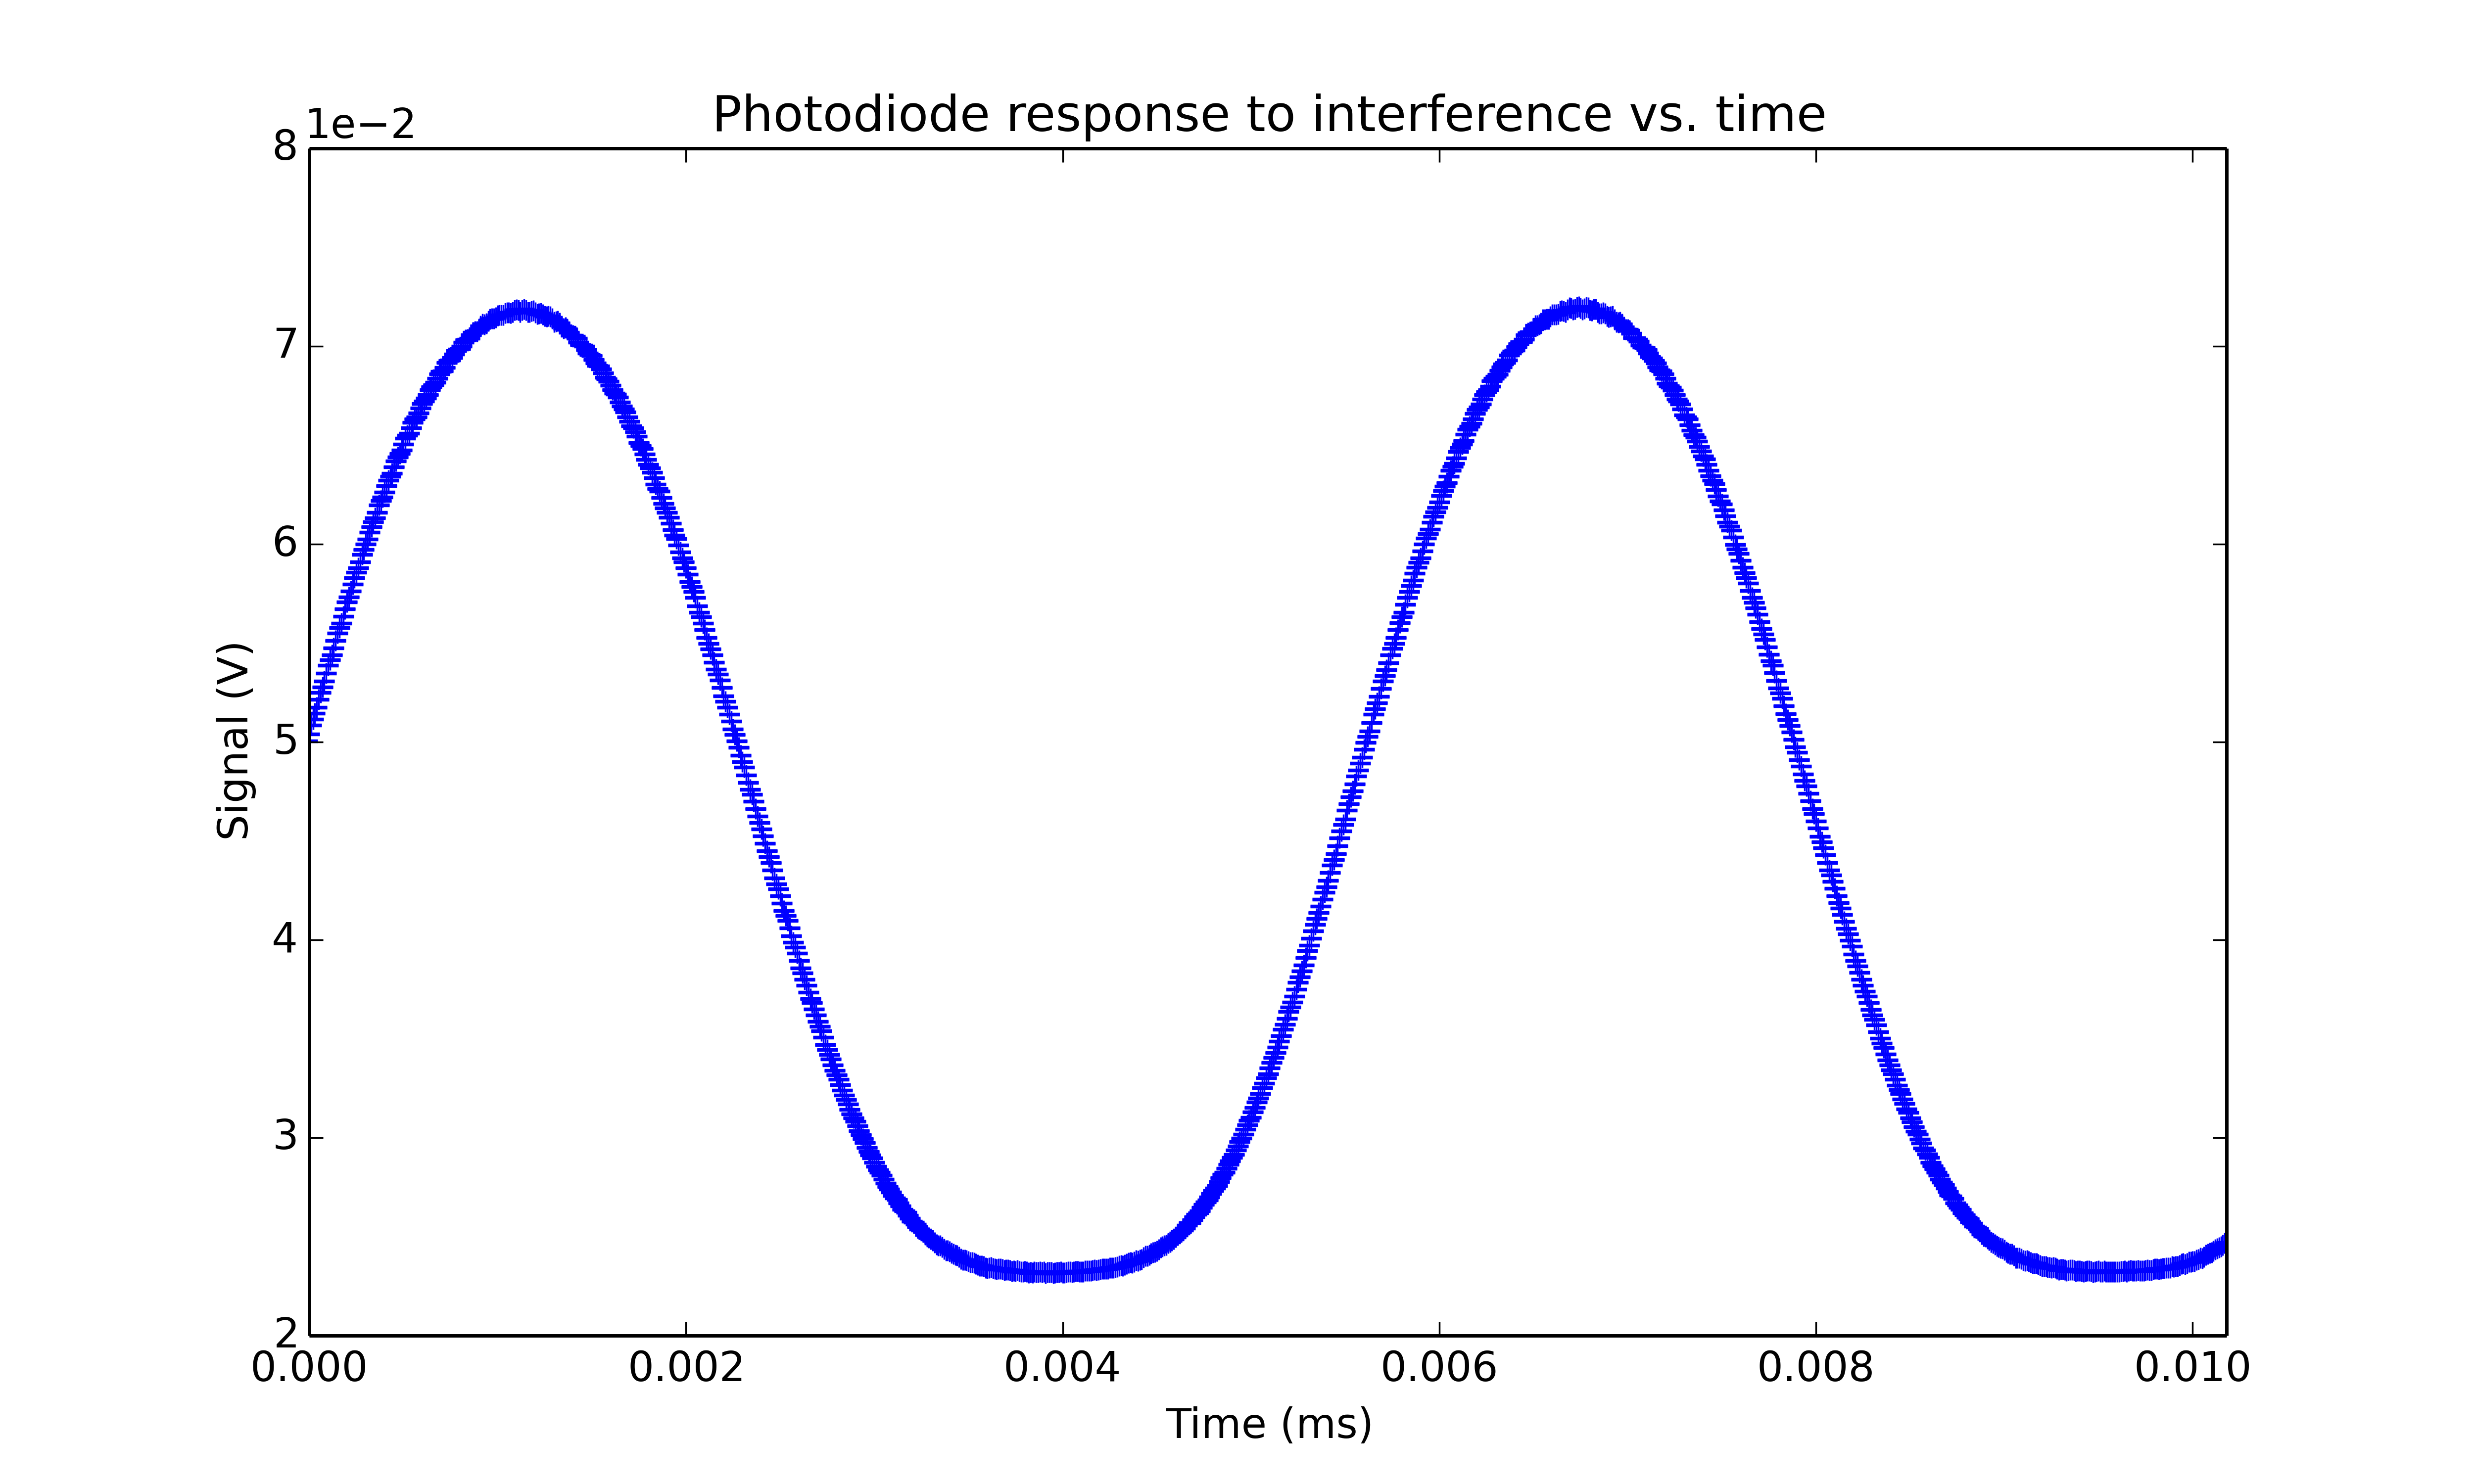 Photodiode response to interference vs. time
1e−2
8
7
6
5
4
3
2
Signal (V)
0.000 0.002 0.004 0.006 0.008 0.010
Time (ms)